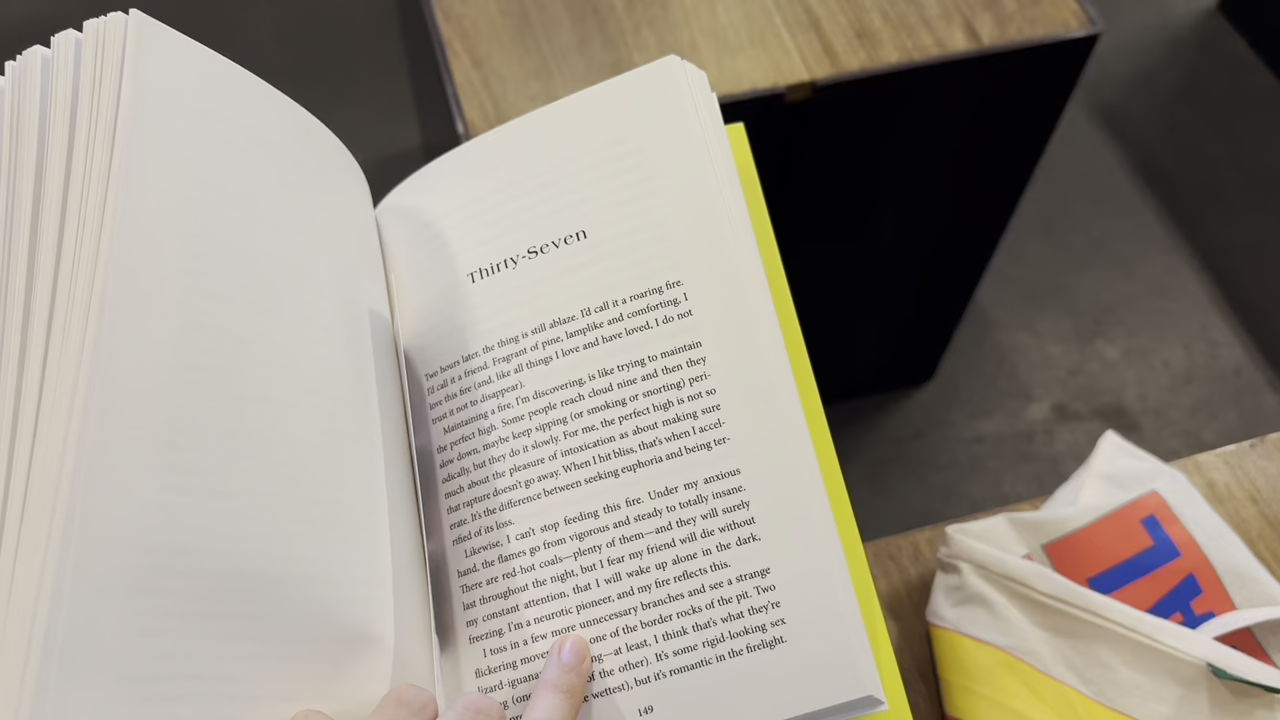 Thirty-Seven
Two hours later, the thing is still ablaze. I'd call it a roaring fire.
I'd call it a friend. Fragrant of pine, lamplike and comforting, I
love this fire (and, like all things I love and have loved, I do not
trust it not to disappear).
Maintaining a fire, I'm discovering, is like trying to maintain
the perfect high. Some people reach cloud nine and then they
slow down, maybe keep sipping (or smoking or snorting) peri-
odically, but they do it slowly. For me, the perfect high is not so
much about the pleasure of intoxication as about making sure
that rapture doesn't go away. When I hit bliss, that's when I accel-
erate. It's the difference between seeking euphoria and being ter-
rified of its loss.
Likewise, I can't stop feeding this fire. Under my anxious
hand, the flames go from vigorous and steady to totally insane.
There are red-hot coals—plenty of them—and they will surely
last throughout the night, but I fear my friend will die without
my constant attention, that I will wake up alone in the dark,
freezing. I'm a neurotic pioneer, and my fire reflects this.
I toss in a few more unnecessary branches and see a strange
flickering one of the border rocks of the pit. Two
lizard-iguana ng—at least, I think that's what they're
(one of the other). It's some rigid-looking sex
wettest), but it's romantic in the firelight.
149